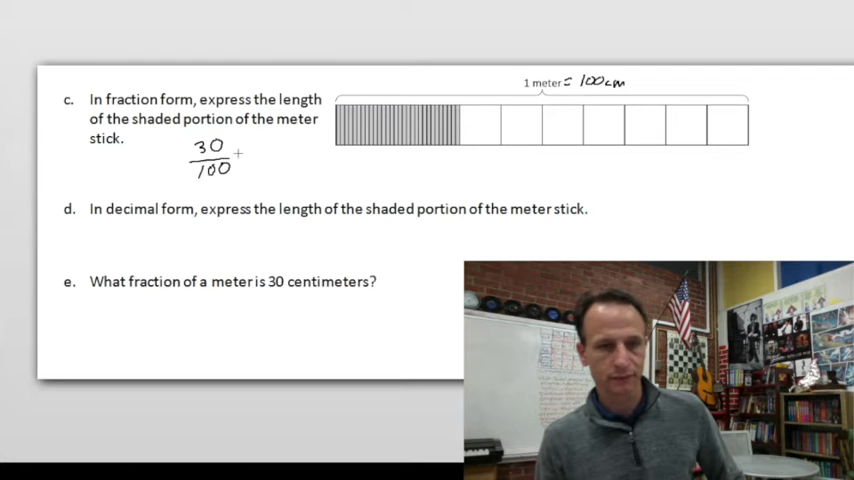 1 meter = 100cm
c. In fraction form, express the length
of the shaded portion of the meter
stick.
30
100
d. In decimal form, express the length of the shaded portion of the meter stick.
e. What fraction of a meter is 30 centimeters?